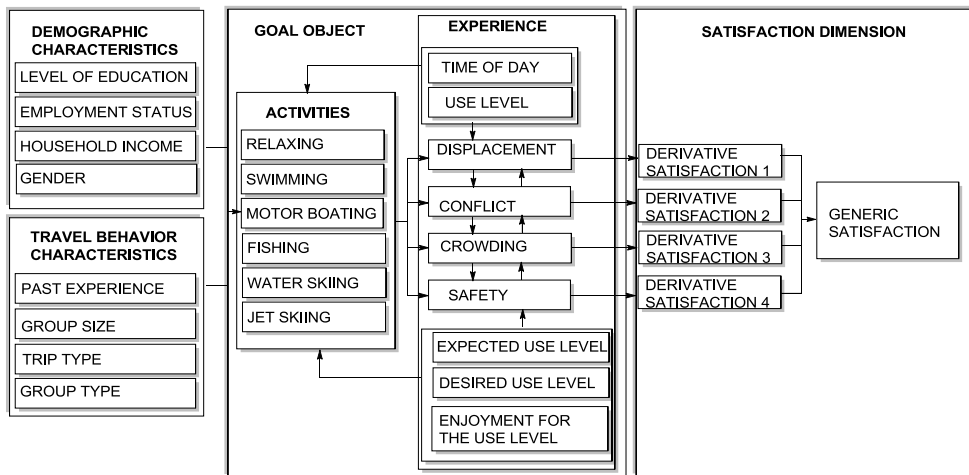 DEMOGRAPHIC
CHARACTERISTICS
LEVEL OF EDUCATION
EMPLOYMENT STATUS
HOUSEHOLD INCOME
GENDER
TRAVEL BEHAVIOR
CHARACTERISTICS
PAST EXPERIENCE
GROUP SIZE
TRIP TYPE
GROUP TYPE
GOAL OBJECT
ACTIVITIES
RELAXING
SWIMMING
MOTOR BOATING
FISHING
WATER SKIING
JET SKIING
EXPERIENCE
TIME OF DAY
USE LEVEL
DISPLACEMENT
CONFLICT
CROWDING
SAFETY
EXPECTED USE LEVEL
DESIRED USE LEVEL
ENJOYMENT FOR
THE USE LEVEL
SATISFACTION DIMENSION
DERIVATIVE
SATISFACTION 1
DERIVATIVE
SATISFACTION 2
DERIVATIVE
SATISFACTION 3
DERIVATIVE
SATISFACTION 4
GENERIC
SATISFACTION